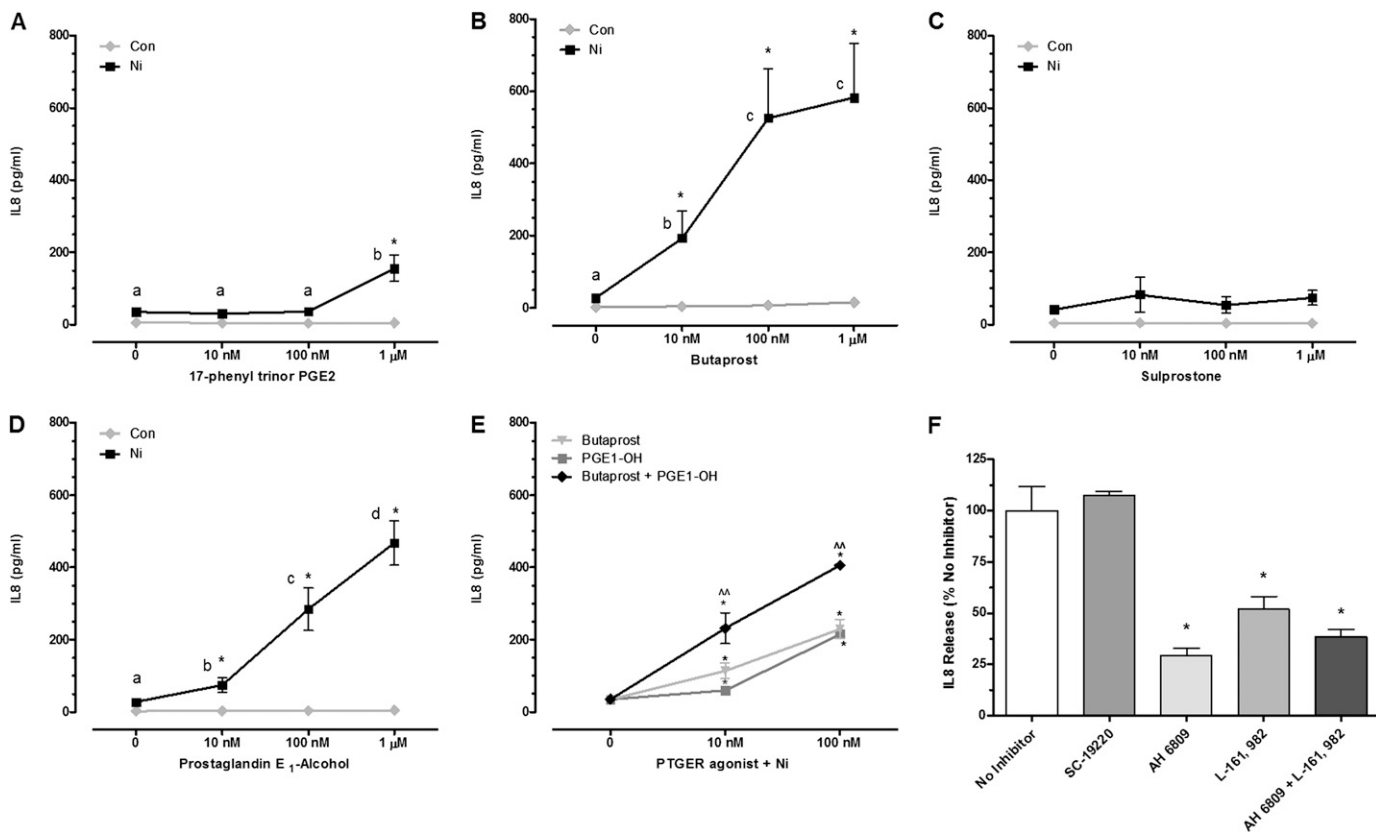 A
Con
Ni
800
600
400
200
0
IL8 (pg/ml)
a
a
a
b
*
0 10 nM 100 nM 1 µM
17-phenyl trinor PGE2
B
Con
Ni
800
600
400
200
0
IL8 (pg/ml)
a
b
*
c
*
c
*
0 10 nM 100 nM 1 µM
Butaprost
C
Con
Ni
800
600
400
200
0
IL8 (pg/ml)
0 10 nM 100 nM 1 µM
Sulprostone
D
Con
Ni
800
600
400
200
0
IL8 (pg/ml)
a
b *
c *
d *
0 10 nM 100 nM 1 µM
Prostaglandin E 1-Alcohol
E
Butaprost
PGE1-OH
Butaprost + PGE1-OH
800
600
400
200
0
IL8 (pg/ml)
^^
*
*
*
^^
*
*
*
0 10 nM 100 nM
PTGER agonist + Ni
F
125
100
75
50
25
0
IL8 Release (% No Inhibitor)
*
*
*
No Inhibitor
SC-19220
AH 6809
L-161, 982
AH 6809 + L-161, 982